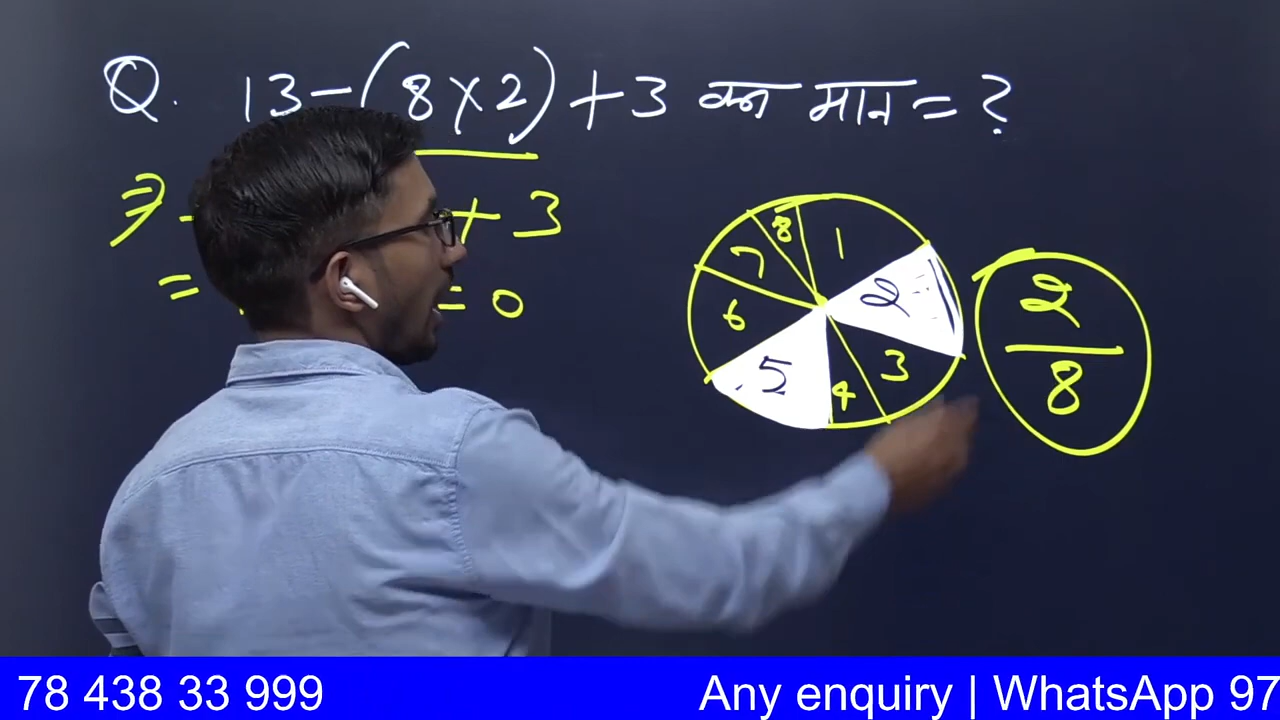 Q. 13-(8×2)+3 का मान = ?
⇒ - + 3
= = 0
8 1
7 2
6 3
5 4
2
8
78 438 33 999
Any enquiry | WhatsApp 97